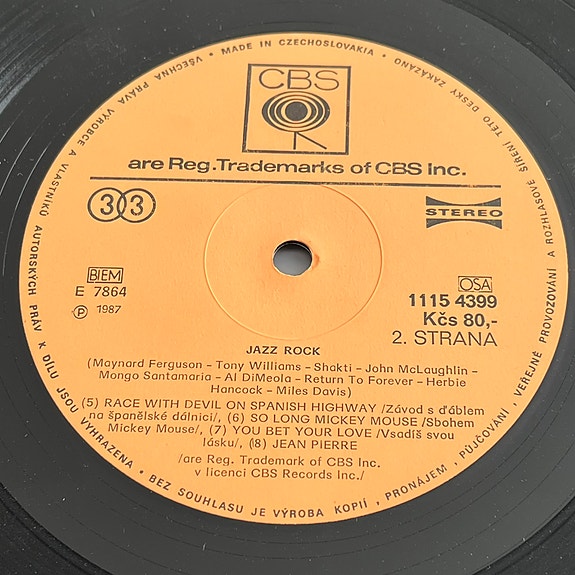 VŠECHNA PRÁVA VÝROBCE A VLASTNÍKŮ AUTORSKÝCH PRÁV K DÍLU JSOU VYHRAZENA • BEZ SOUHLASU JE VÝROBA KOPIÍ, PRONÁJEM, PŮJČOVÁNÍ, VEŘEJNÉ PROVOZOVÁNÍ A ROZHLASOVÉ ŠÍŘENÍ TÉTO DESKY ZAKÁZÁNO • MADE IN CZECHOSLOVAKIA •
CBS
are Reg.Trademarks of CBS Inc.
33
STEREO
BIEM
E 7864
℗ 1987
OSA
1115 4399
Kčs 80,-
2. STRANA
JAZZ ROCK
(Maynard Ferguson - Tony Williams - Shakti - John McLaughlin -
Mongo Santamaria - Al DiMeola - Return To Forever - Herbie
Hancock - Miles Davis)
(5) RACE WITH DEVIL ON SPANISH HIGHWAY /Závod s ďáblem
na španělské dálnici/, (6) SO LONG MICKEY MOUSE /Sbohem
Mickey Mouse/, (7) YOU BET YOUR LOVE /Vsadíš svou
lásku/, (8) JEAN PIERRE
/are Reg. Trademark of CBS Inc.
v licenci CBS Records Inc./